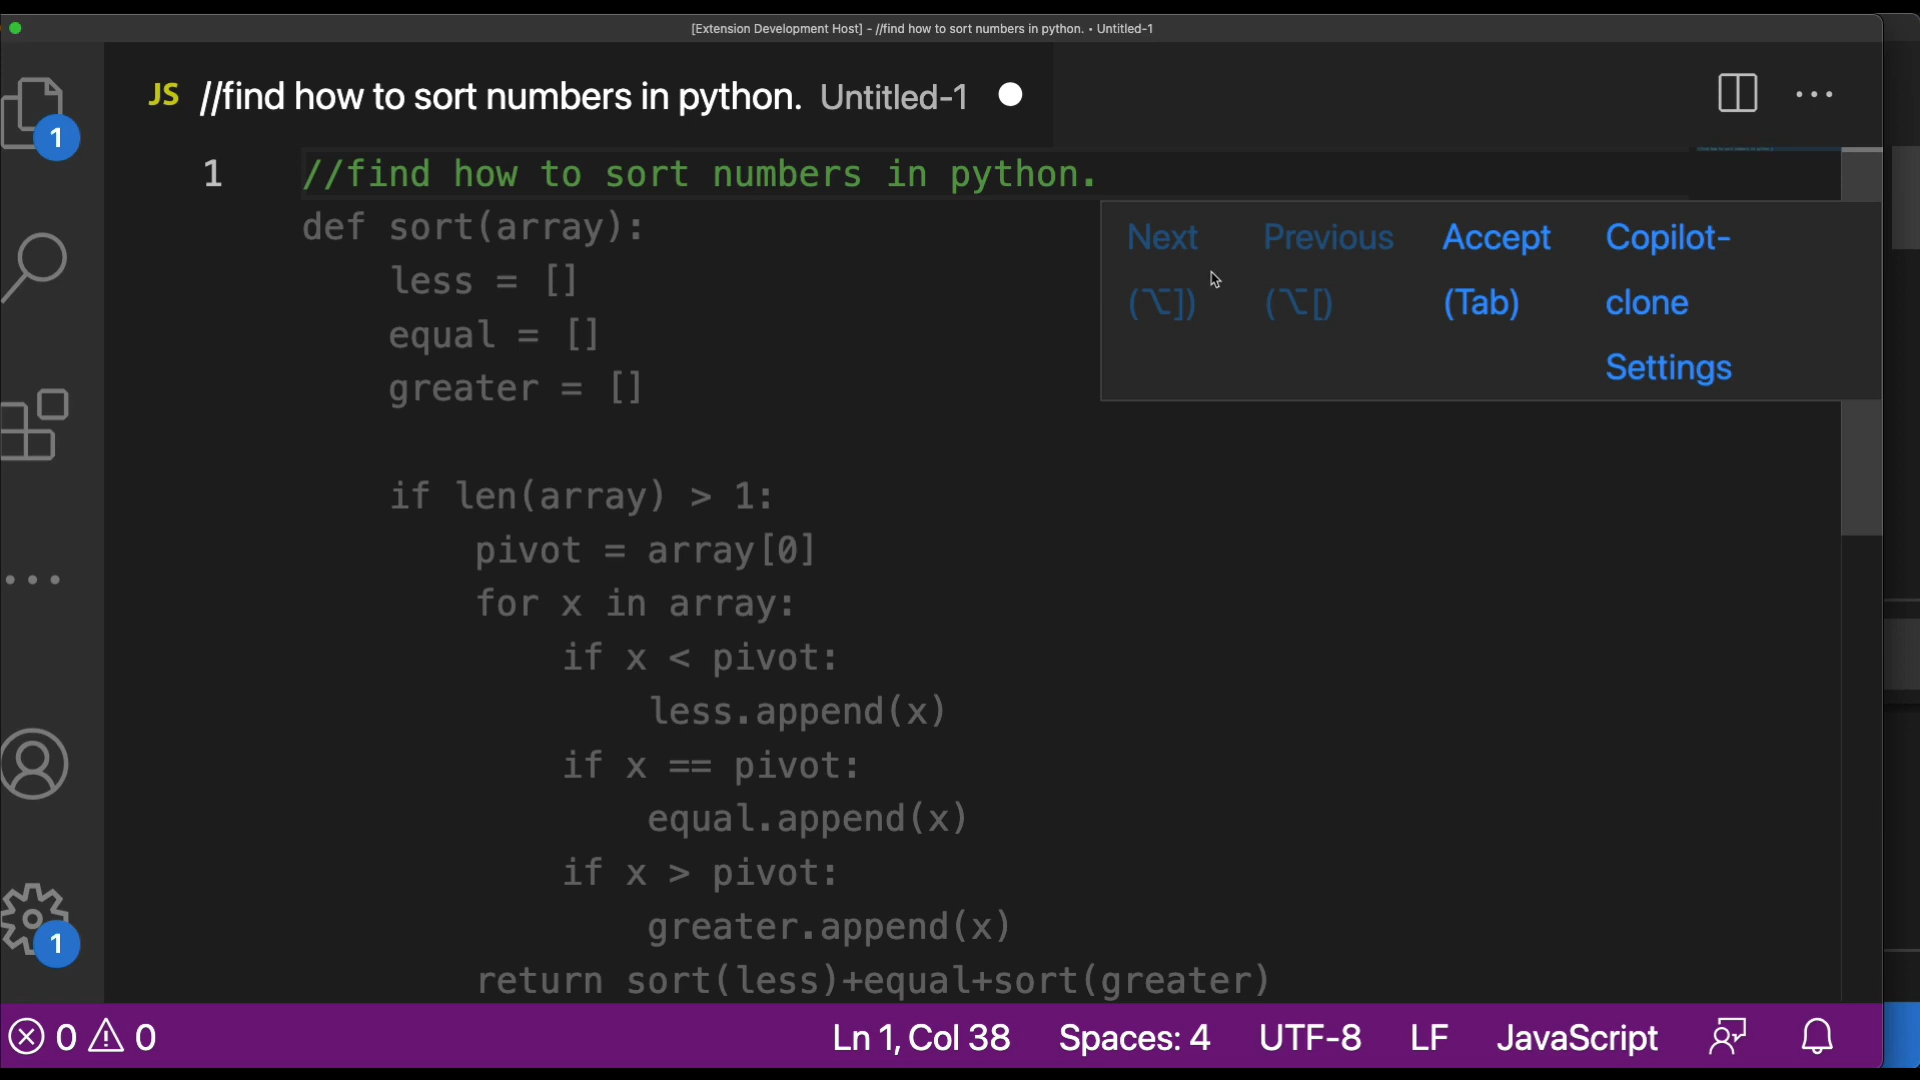 [Extension Development Host] - //find how to sort numbers in python. • Untitled-1
JS //find how to sort numbers in python. Untitled-1
1
1 //find how to sort numbers in python.
def sort(array):
Next Previous Accept Copilot-
less = []
(⌥]) (⌥[) (Tab) clone
equal = []
Settings
greater = []
if len(array) > 1:
pivot = array[0]
for x in array:
if x < pivot:
less.append(x)
if x == pivot:
equal.append(x)
if x > pivot:
greater.append(x)
1
return sort(less)+equal+sort(greater)
0 0 Ln 1, Col 38 Spaces: 4 UTF-8 LF JavaScript